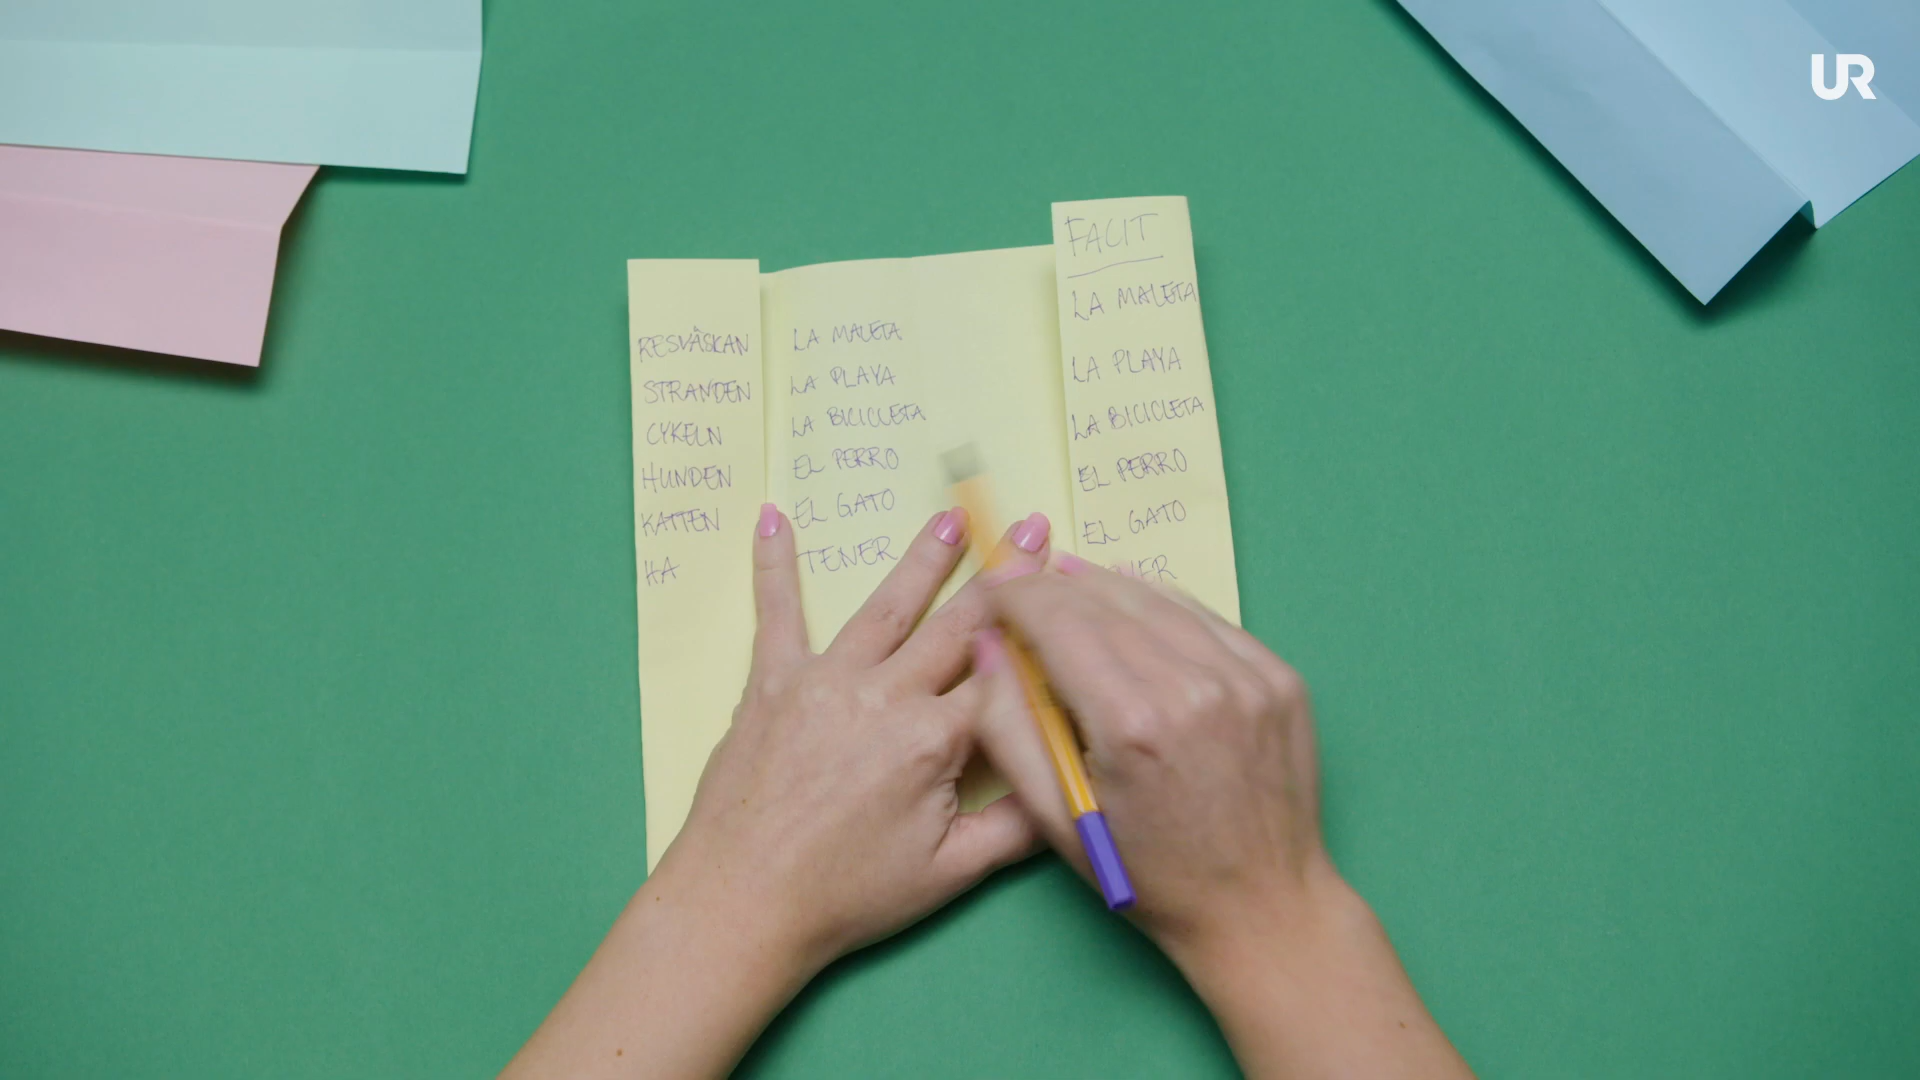 UR
RESVÄSKAN
STRANDEN
CYKELN
HUNDEN
KATTEN
HA
LA MALETA
LA PLAYA
LA BICICLETA
EL PERRO
EL GATO
TENER
FACIT
LA MALETA
LA PLAYA
LA BICICLETA
EL PERRO
EL GATO